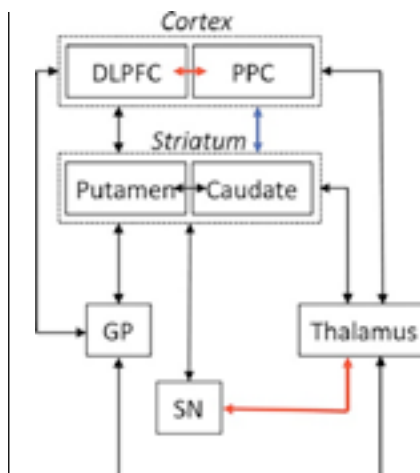 Cortex
DLPFC PPC
Striatum
Putamen Caudate
GP Thalamus
SN